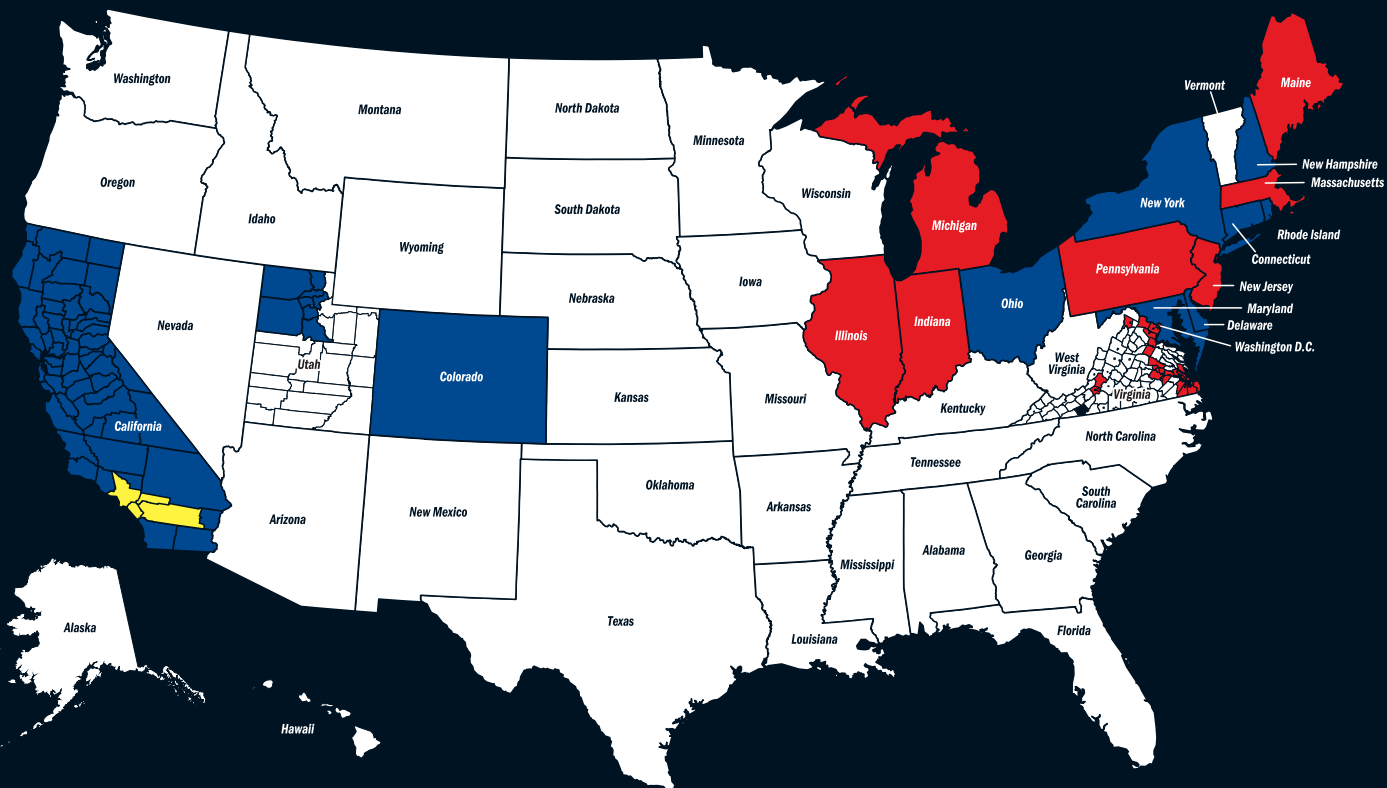 Washington
Montana
North Dakota
Minnesota
Vermont
Maine
Oregon
Idaho
Wyoming
South Dakota
Wisconsin
Michigan
New York
New Hampshire
Massachusetts
Rhode Island
Connecticut
Nevada
Utah
Colorado
Nebraska
Iowa
Illinois
Indiana
Ohio
Pennsylvania
New Jersey
Maryland
Delaware
Washington D.C.
California
Kansas
Missouri
Kentucky
West
Virginia
Virginia
Arizona
New Mexico
Oklahoma
Arkansas
Tennessee
North Carolina
South
Carolina
Texas
Louisiana
Mississippi
Alabama
Georgia
Florida
Alaska
Hawaii